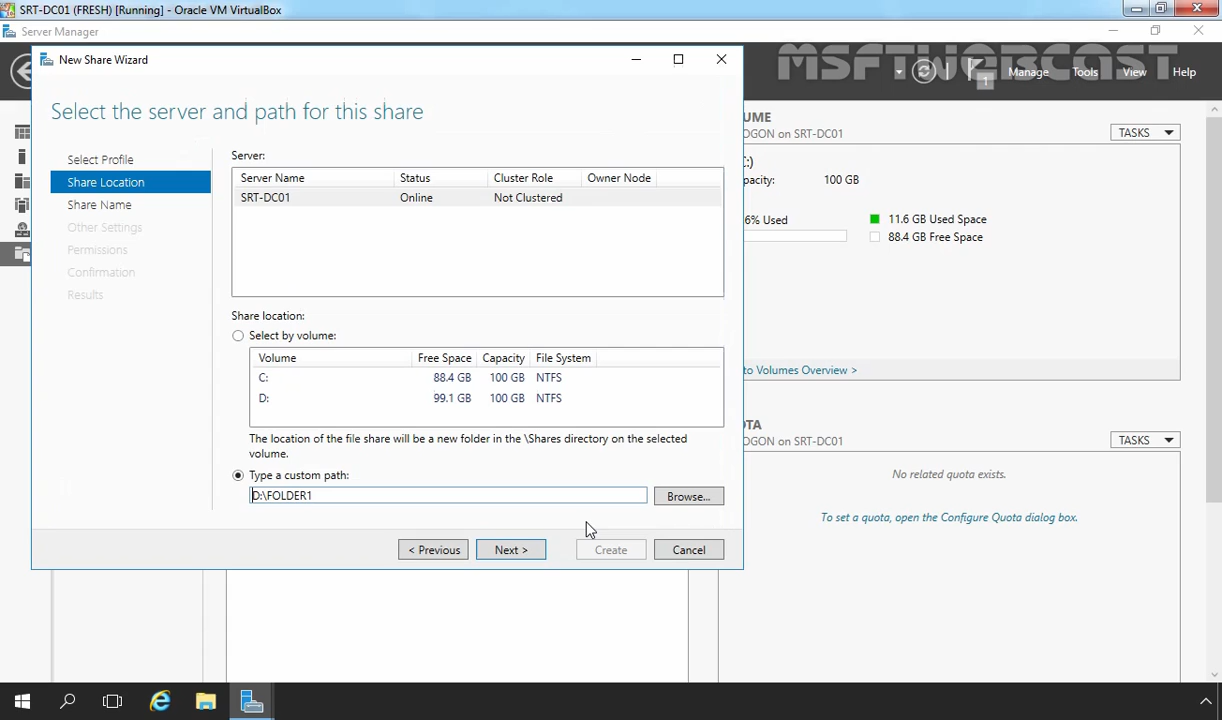 SRT-DC01 (FRESH) [Running] - Oracle VM VirtualBox
Server Manager
New Share Wizard
MSFTWEBCAST
1
Manage
Tools
View
Help
Select the server and path for this share
Select Profile
Share Location
Share Name
Other Settings
Permissions
Confirmation
Results
Server:
Server Name Status Cluster Role Owner Node
SRT-DC01 Online Not Clustered
Share location:
Select by volume:
Volume Free Space Capacity File System
C: 88.4 GB 100 GB NTFS
D: 99.1 GB 100 GB NTFS
The location of the file share will be a new folder in the \Shares directory on the selected
volume.
Type a custom path:
D:\FOLDER1
Browse...
< Previous
Next >
Create
Cancel
UME
OGON on SRT-DC01
TASKS
:)
pacity: 100 GB
6% Used
11.6 GB Used Space
88.4 GB Free Space
to Volumes Overview >
OTA
OGON on SRT-DC01
TASKS
No related quota exists.
To set a quota, open the Configure Quota dialog box.